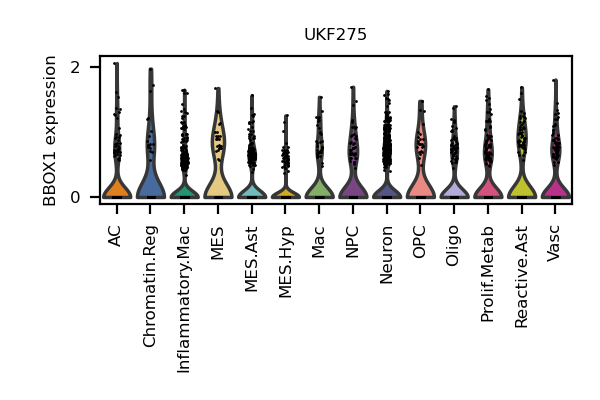 UKF275
BBOX1 expression
2
0
AC
Chromatin.Reg
Inflammatory.Mac
MES
MES.Ast
MES.Hyp
Mac
NPC
Neuron
OPC
Oligo
Prolif.Metab
Reactive.Ast
Vasc